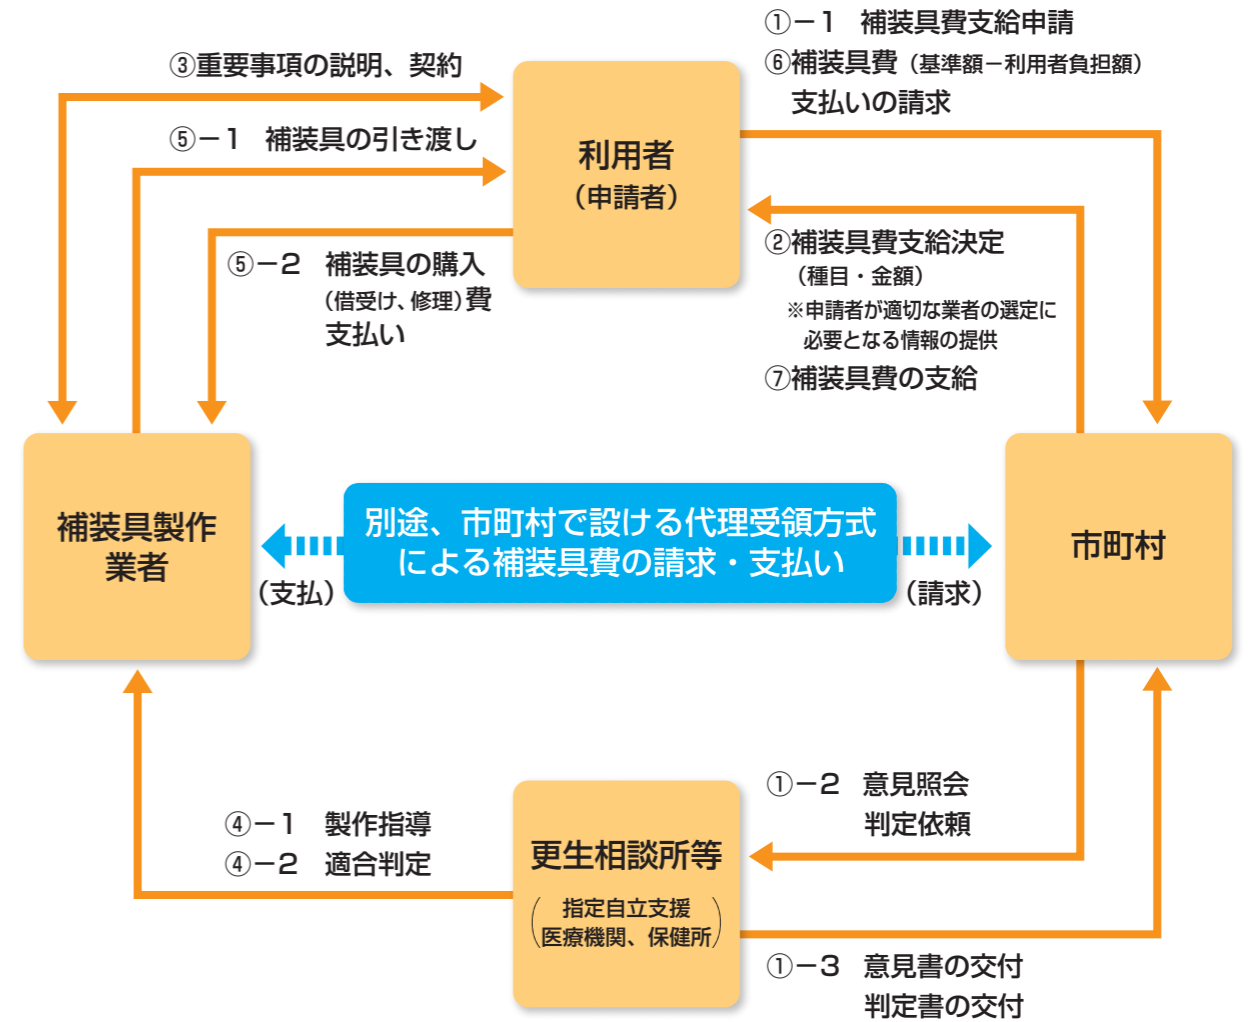 ①−1 補装具費支給申請
⑥補装具費（基準額−利用者負担額）
支払いの請求
③重要事項の説明、契約
⑤−1 補装具の引き渡し
利用者
（申請者）
⑤−2 補装具の購入
（借受け、修理）費
支払い
②補装具費支給決定
（種目・金額）
※申請者が適切な業者の選定に
必要となる情報の提供
⑦補装具費の支給
補装具製作
業者
別途、市町村で設ける代理受領方式
による補装具費の請求・支払い
（支払）
（請求）
市町村
④−1 製作指導
④−2 適合判定
更生相談所等
（指定自立支援
医療機関、保健所）
①−2 意見照会
判定依頼
①−3 意見書の交付
判定書の交付